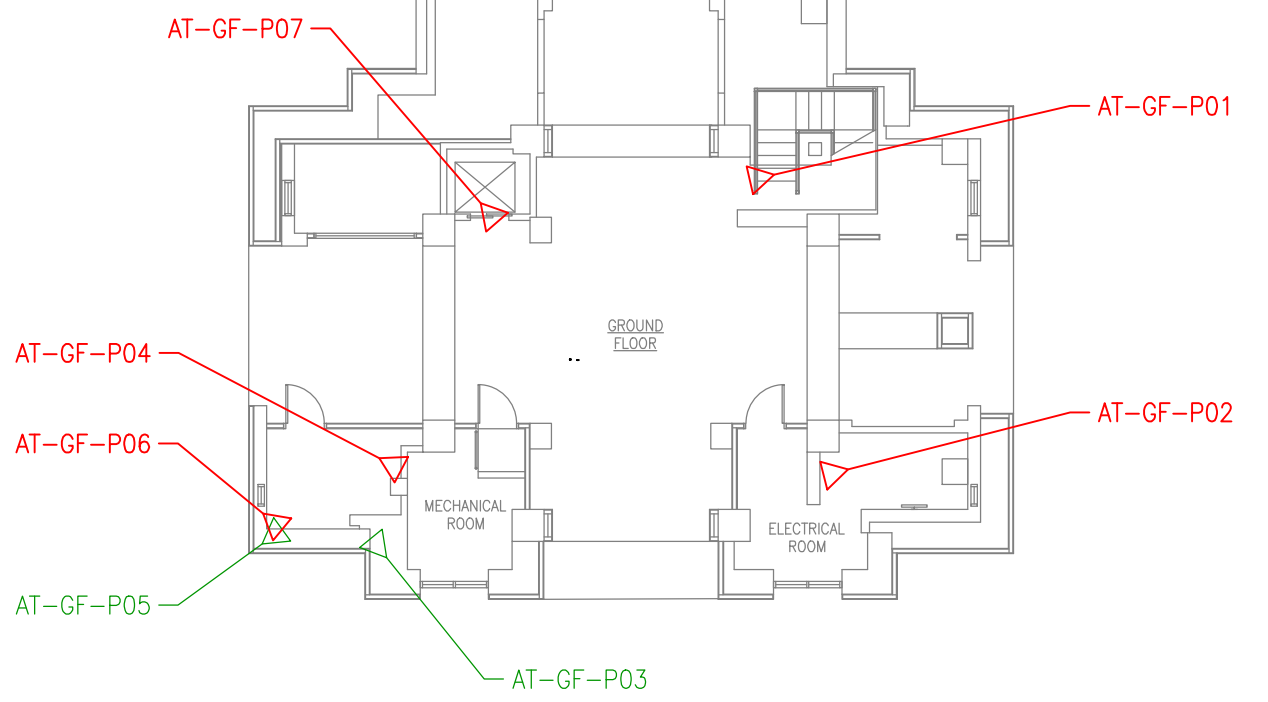 AT-GF-P07
AT-GF-P01
GROUND
FLOOR
AT-GF-P04
AT-GF-P02
AT-GF-P06
MECHANICAL
ROOM
ELECTRICAL
ROOM
AT-GF-P05
AT-GF-P03